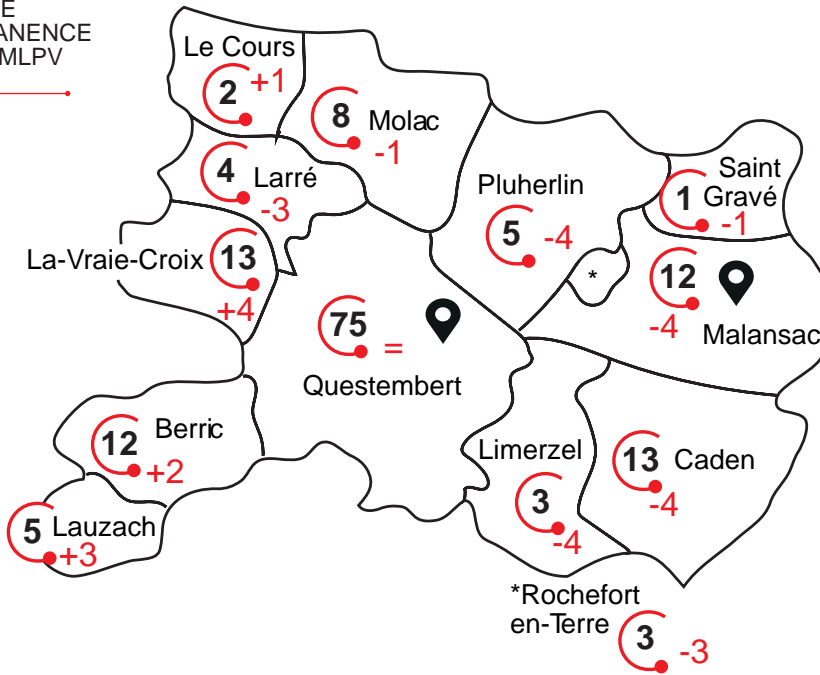 E
ANENCE
MLPV
Le Cours
2 +1
8 Molac
-1
4 Larré
-3
Pluherlin
5 -4
Saint
1 Gravé
-1
La-Vraie-Croix 13
+4
*
12
-4 Malansac
75 =
Questembert
12 Berric
+2
Limerzel
3
-4
13 Caden
-4
5 Lauzach
+3
*Rochefort
en-Terre 3 -3